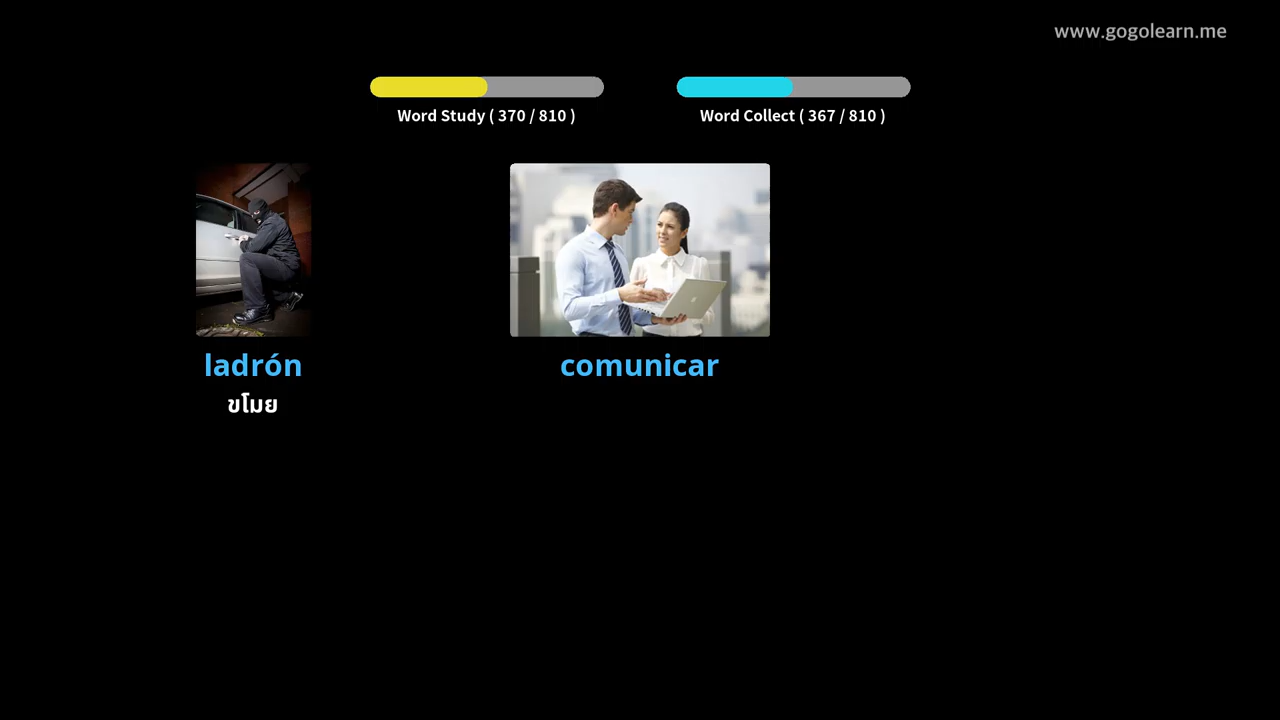 www.gogolearn.me
Word Study ( 370 / 810 )
Word Collect ( 367 / 810 )
ladrón
ขโมย
comunicar